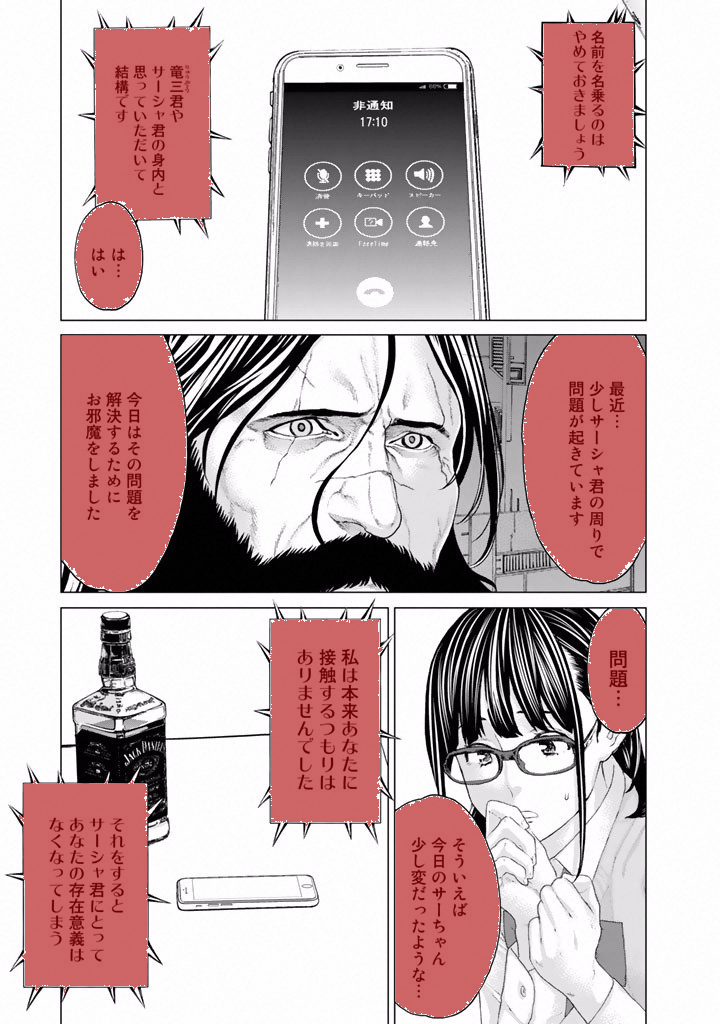 名前を名乗るのは
やめておきましょう
非通知
17:10
消音
キーパッド
スピーカー
FaceTime
連絡先
竜三君や
サーシャ君の身内と
思っていただいて
結構です
は…
はい
最近…
少しサーシャ君の周りで
問題が起きています
今日はその問題を
解決するために
お邪魔をしました
問題…
そういえば
今日のサーちゃん
少し変だったような…
私は本来あなたに
接触するつもりは
ありませんでした
JACK DANIEL'S
それをすると
サーシャ君にとって
あなたの存在意義は
なくなってしまう